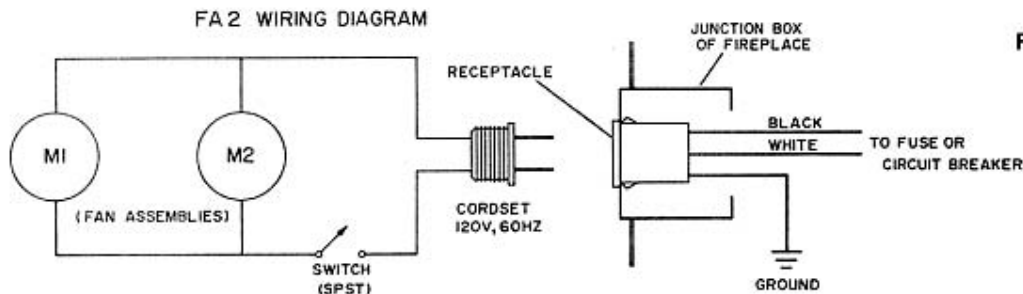 FA2 WIRING DIAGRAM
JUNCTION BOX
OF FIREPLACE
RECEPTACLE
M1
M2
(FAN ASSEMBLIES)
SWITCH
(SPST)
CORDSET
120V, 60HZ
BLACK
WHITE
TO FUSE OR
CIRCUIT BREAKER
GROUND